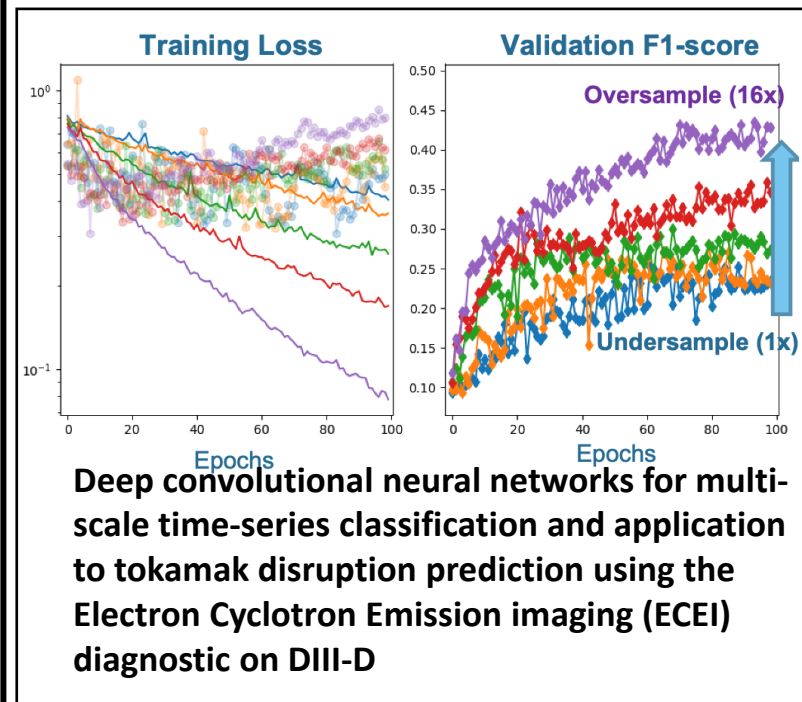 Training Loss
Validation F1-score
10⁰
10⁻¹
0 20 40 60 80 100
Epochs
0.50
0.45
0.40
0.35
0.30
0.25
0.20
0.15
0.10
Oversample (16x)
Undersample (1x)
0 20 40 60 80 100
Epochs
Deep convolutional neural networks for multi-
scale time-series classification and application
to tokamak disruption prediction using the
Electron Cyclotron Emission imaging (ECEI)
diagnostic on DIII-D